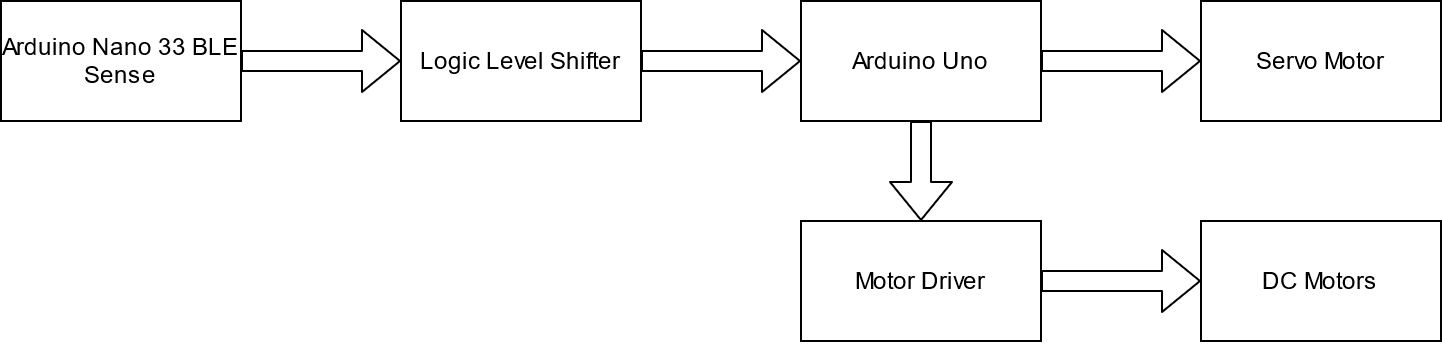 Arduino Nano 33 BLE
Sense
Logic Level Shifter
Arduino Uno
Servo Motor
Motor Driver
DC Motors